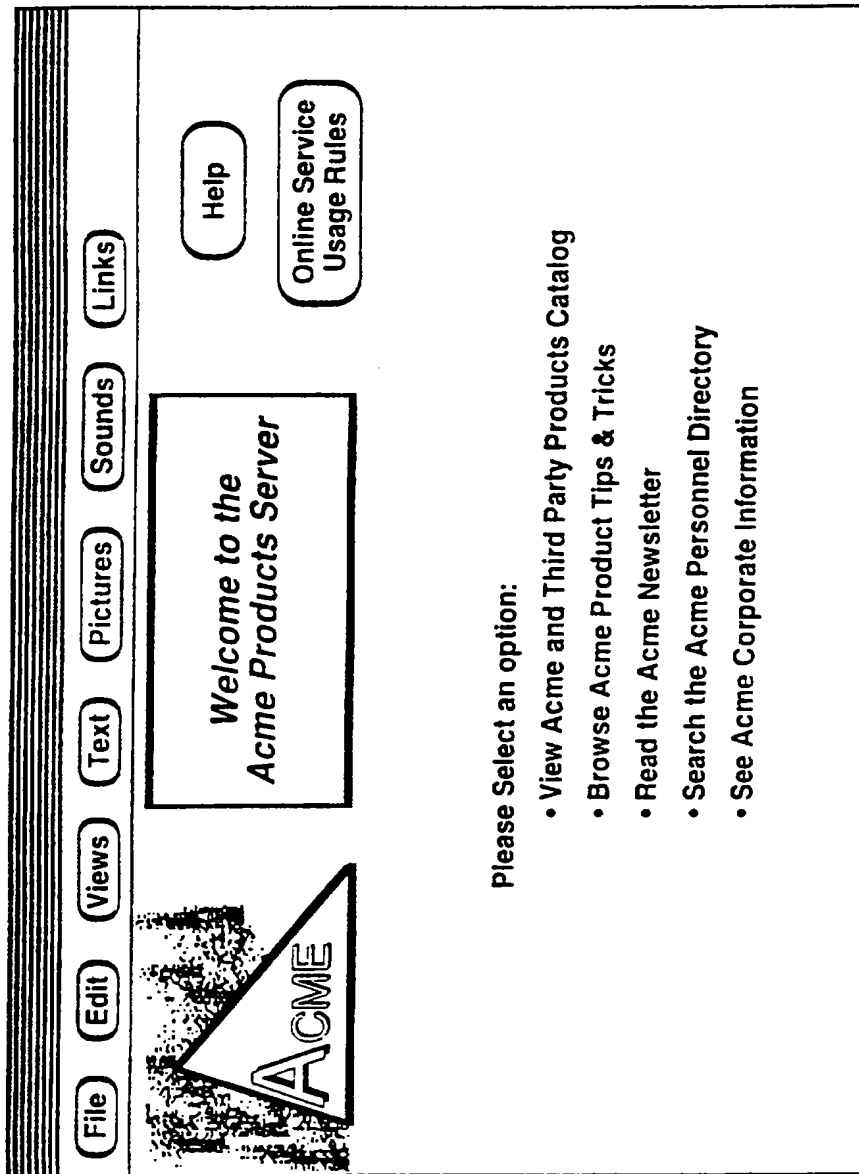 File Edit Views Text Pictures Sounds Links
ACME
Welcome to the
Acme Products Server
Help
Online Service
Usage Rules
Please Select an option:
• View Acme and Third Party Products Catalog
• Browse Acme Product Tips & Tricks
• Read the Acme Newsletter
• Search the Acme Personnel Directory
• See Acme Corporate Information